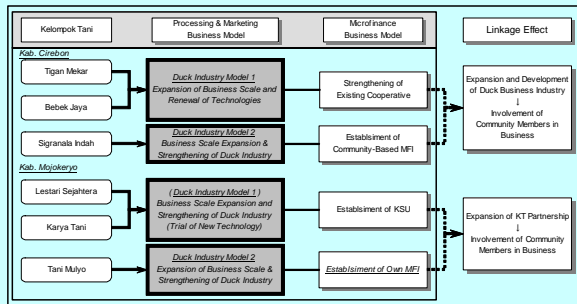 Kelompok Tani
Processing & Marketing
Business Model
Microfinance
Business Model
Linkage Effect
Kab. Cirebon
Tigan Mekar
Bebek Jaya
Duck Industry Model 1
Expansion of Business Scale and
Renewal of Technologies
Strengthening of
Existing Cooperative
Expansion and Development
of Duck Business Industry
↓
Involvement of
Community Members in
Business
Sigranala Indah
Duck Industry Model 2
Business Scale Expansion &
Strengthening of Duck Industry
Establisment of
Community-Based MFI
Kab. Mojokeryo
Lestari Sejahtera
Karya Tani
( Duck Industry Model 1 )
Business Scale Expansion and
Strengthening of Duck Industry
(Trial of New Technology)
Establisment of KSU
Expansion of KT Partnership
↓
Involvement of Community
Members in Business
Tani Mulyo
Duck Industry Model 2
Expansion of Business Scale &
Strengthening of Duck Industry
Establisment of Own MFI